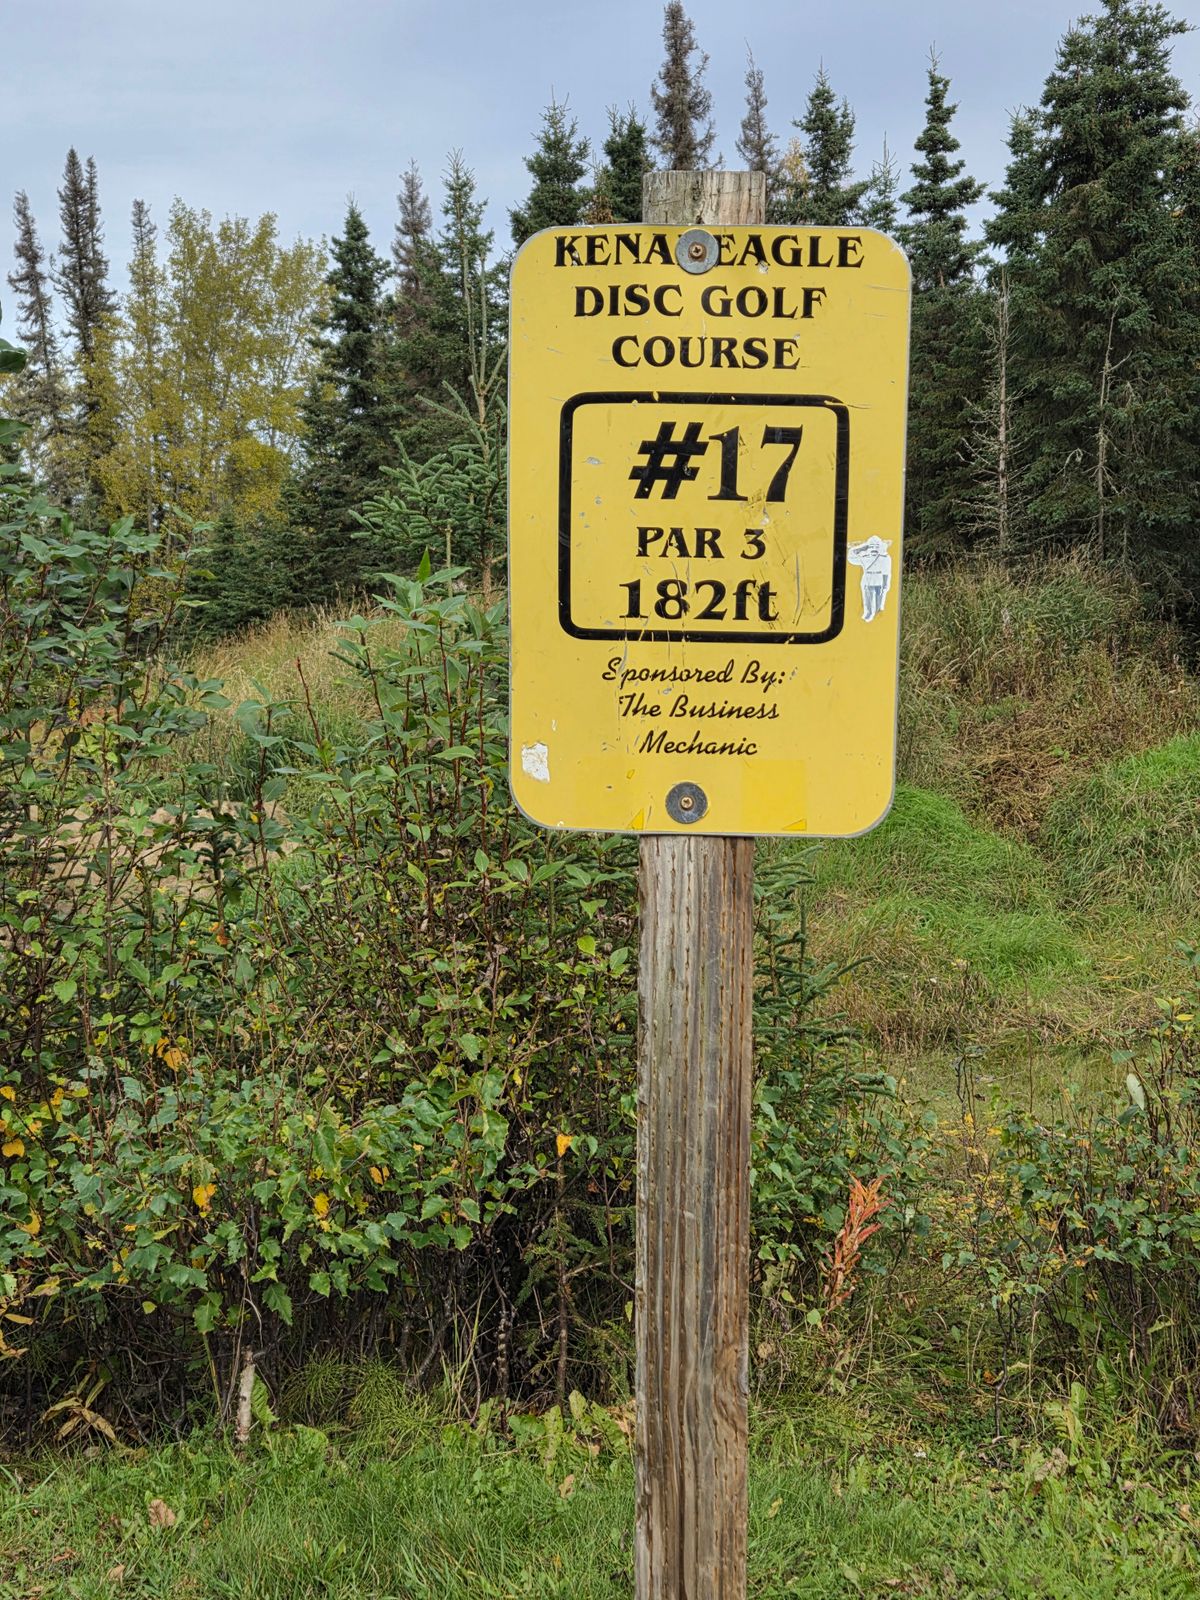 KENA EAGLE
DISC GOLF
COURSE
#17
PAR 3
182ft
Sponsored By:
The Business
Mechanic